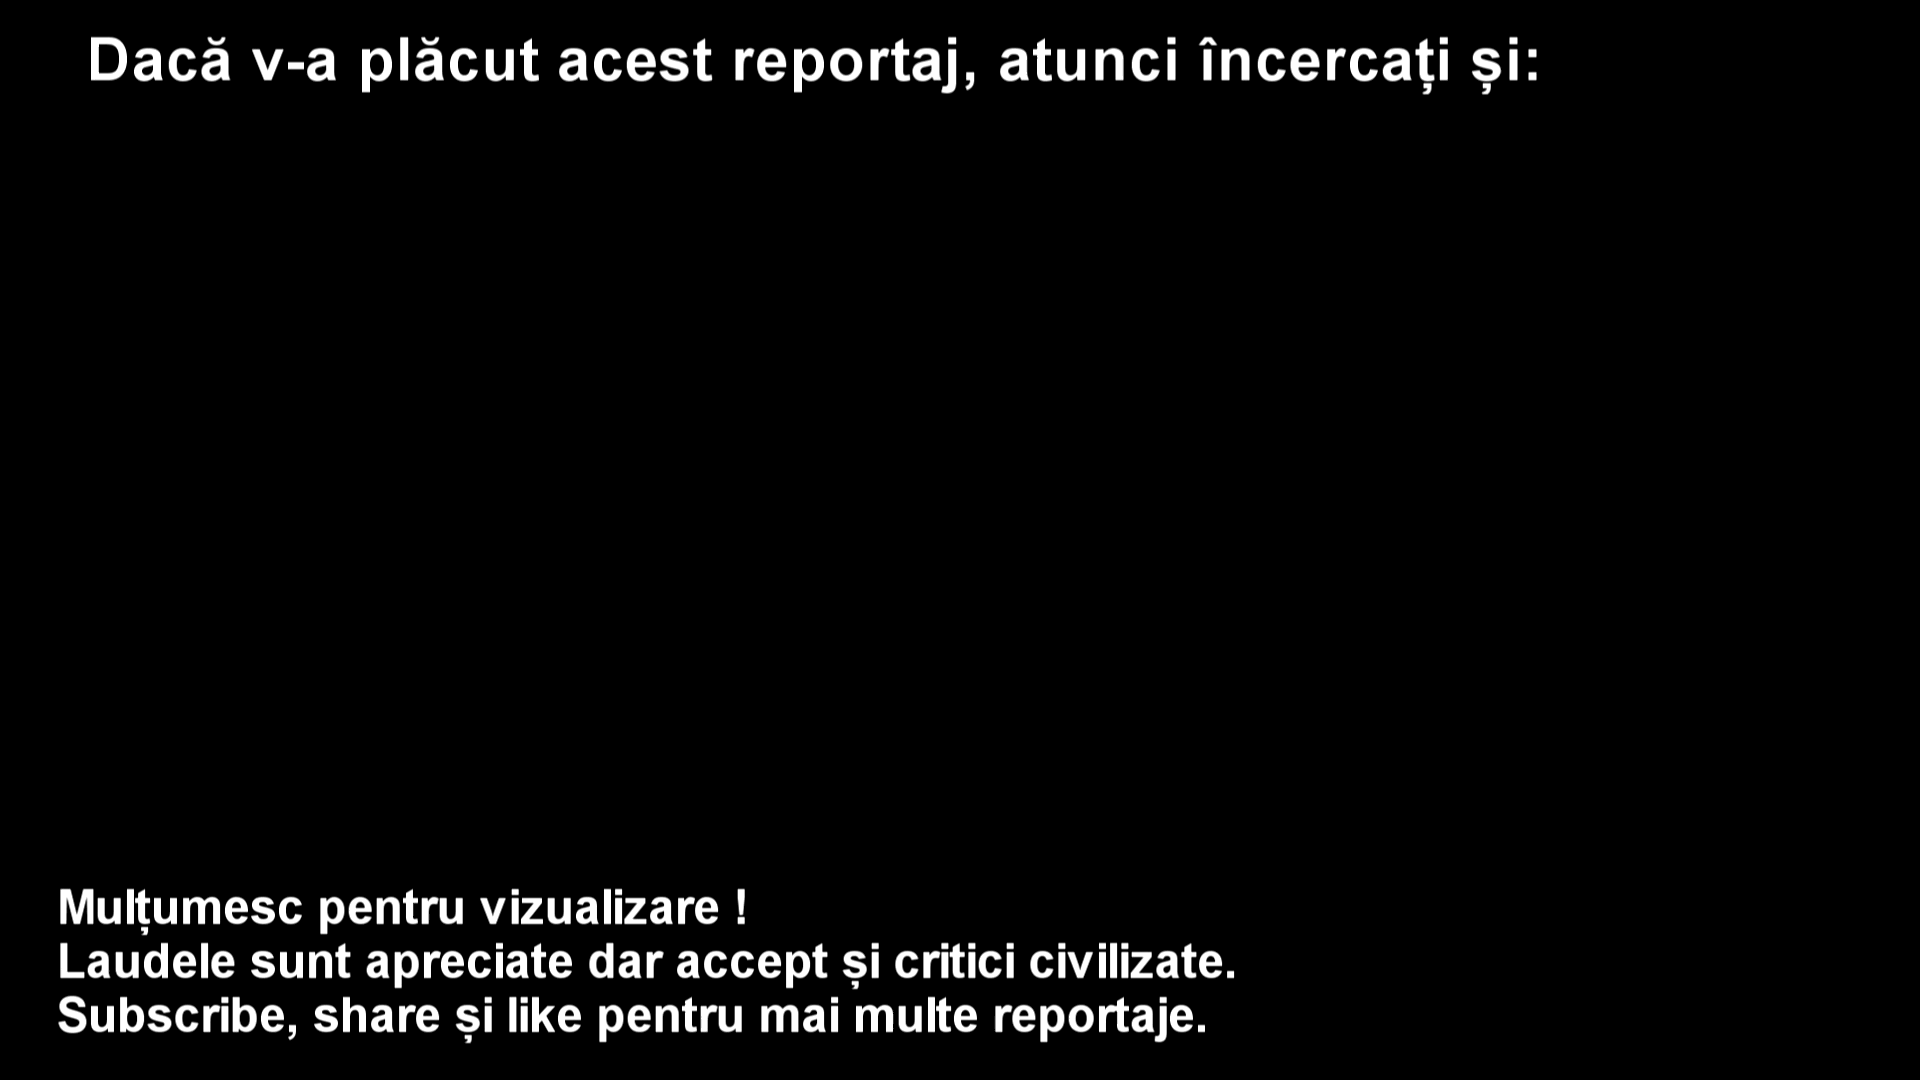 Dacă v-a plăcut acest reportaj, atunci încercați și:
Mulțumesc pentru vizualizare !
Laudele sunt apreciate dar accept și critici civilizate.
Subscribe, share și like pentru mai multe reportaje.